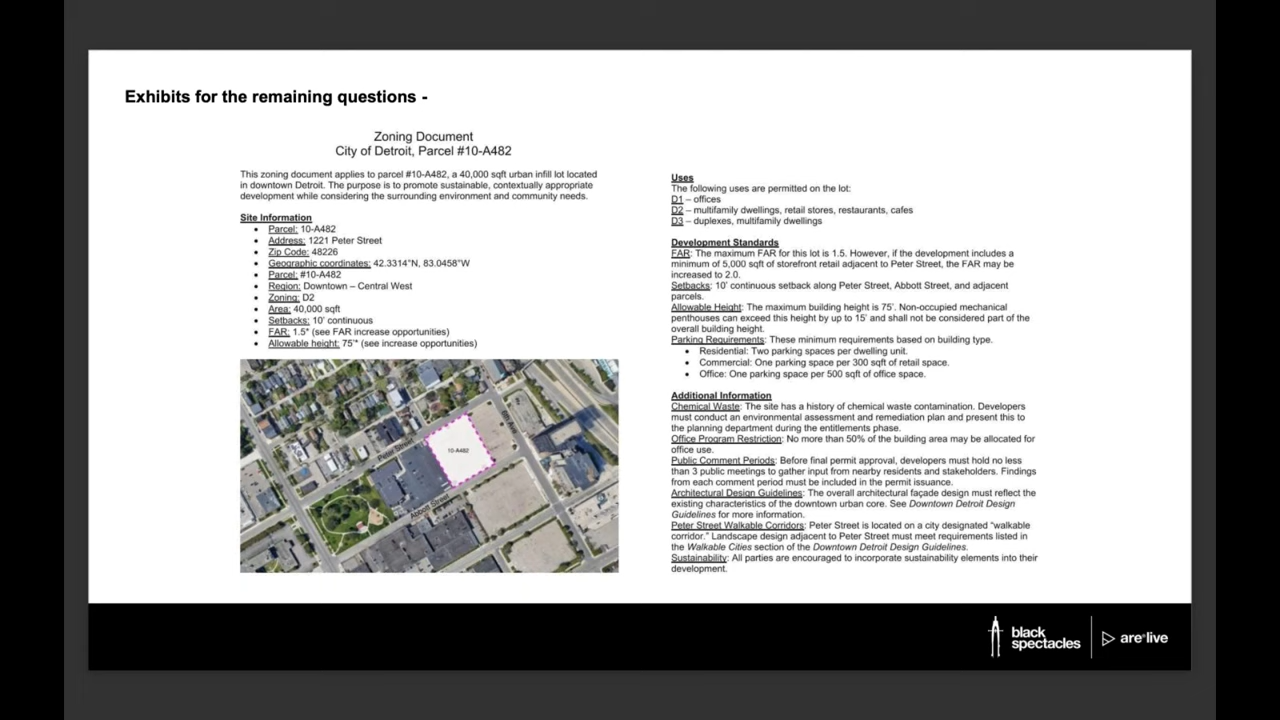 Exhibits for the remaining questions -
Zoning Document
City of Detroit, Parcel #10-A482
This zoning document applies to parcel #10-A482, a 40,000 sqft urban infill lot located
in downtown Detroit. The purpose is to promote sustainable, contextually appropriate
development while considering the surrounding environment and community needs.
Site Information
• Parcel: 10-A482
• Address: 1221 Peter Street
• Zip Code: 48226
• Geographic coordinates: 42.3314°N, 83.0458°W
• Parcel: #10-A482
• Region: Downtown – Central West
• Zoning: D2
• Area: 40,000 sqft
• Setbacks: 10' continuous
• FAR: 1.5* (see FAR increase opportunities)
• Allowable height: 75'* (see increase opportunities)
Peter Street
10-A482
Abbott Street
Uses
The following uses are permitted on the lot:
D1 – offices
D2 – multifamily dwellings, retail stores, restaurants, cafes
D3 – duplexes, multifamily dwellings
Development Standards
FAR: The maximum FAR for this lot is 1.5. However, if the development includes a
minimum of 5,000 sqft of storefront retail adjacent to Peter Street, the FAR may be
increased to 2.0.
Setbacks: 10' continuous setback along Peter Street, Abbott Street, and adjacent
parcels.
Allowable Height: The maximum building height is 75'. Non-occupied mechanical
penthouses can exceed this height by up to 15' and shall not be considered part of the
overall building height.
Parking Requirements: These minimum requirements based on building type.
• Residential: Two parking spaces per dwelling unit.
• Commercial: One parking space per 300 sqft of retail space.
• Office: One parking space per 500 sqft of office space.
Additional Information
Chemical Waste: The site has a history of chemical waste contamination. Developers
must conduct an environmental assessment and remediation plan and present this to
the planning department during the entitlements phase.
Office Program Restriction: No more than 50% of the building area may be allocated for
office use.
Public Comment Periods: Before final permit approval, developers must hold no less
than 3 public meetings to gather input from nearby residents and stakeholders. Findings
from each comment period must be included in the permit issuance.
Architectural Design Guidelines: The overall architectural façade design must reflect the
existing characteristics of the downtown urban core. See Downtown Detroit Design
Guidelines for more information.
Peter Street Walkable Corridors: Peter Street is located on a city designated "walkable
corridor." Landscape design adjacent to Peter Street must meet requirements listed in
the Walkable Cities section of the Downtown Detroit Design Guidelines.
Sustainability: All parties are encouraged to incorporate sustainability elements into their
development.
black
spectacles
are live